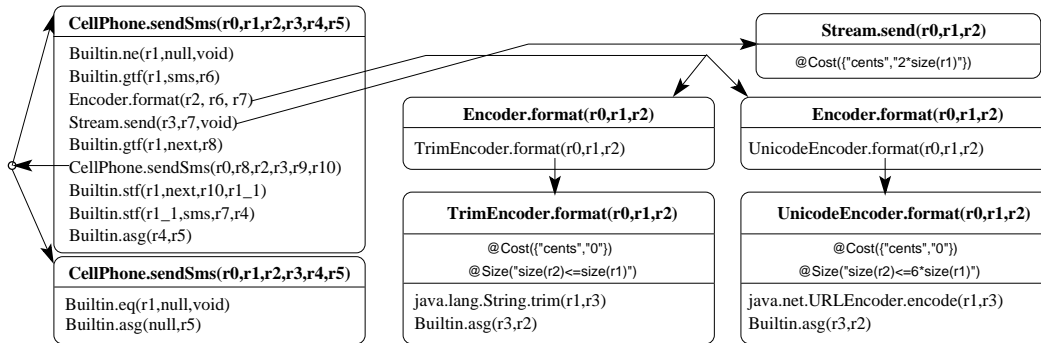 CellPhone.sendSms(r0,r1,r2,r3,r4,r5)
Builtin.ne(r1,null,void)
Builtin.gtf(r1,sms,r6)
Encoder.format(r2, r6, r7)
Stream.send(r3,r7,void)
Builtin.gtf(r1,next,r8)
CellPhone.sendSms(r0,r8,r2,r3,r9,r10)
Builtin.stf(r1,next,r10,r1_1)
Builtin.stf(r1_1,sms,r7,r4)
Builtin.asg(r4,r5)
CellPhone.sendSms(r0,r1,r2,r3,r4,r5)
Builtin.eq(r1,null,void)
Builtin.asg(null,r5)
Stream.send(r0,r1,r2)
@Cost({"cents","2*size(r1)"})
Encoder.format(r0,r1,r2)
TrimEncoder.format(r0,r1,r2)
Encoder.format(r0,r1,r2)
UnicodeEncoder.format(r0,r1,r2)
TrimEncoder.format(r0,r1,r2)
@Cost({"cents","0"})
@Size("size(r2)<=size(r1)")
java.lang.String.trim(r1,r3)
Builtin.asg(r3,r2)
UnicodeEncoder.format(r0,r1,r2)
@Cost({"cents","0"})
@Size("size(r2)<=6*size(r1)")
java.net.URLEncoder.encode(r1,r3)
Builtin.asg(r3,r2)